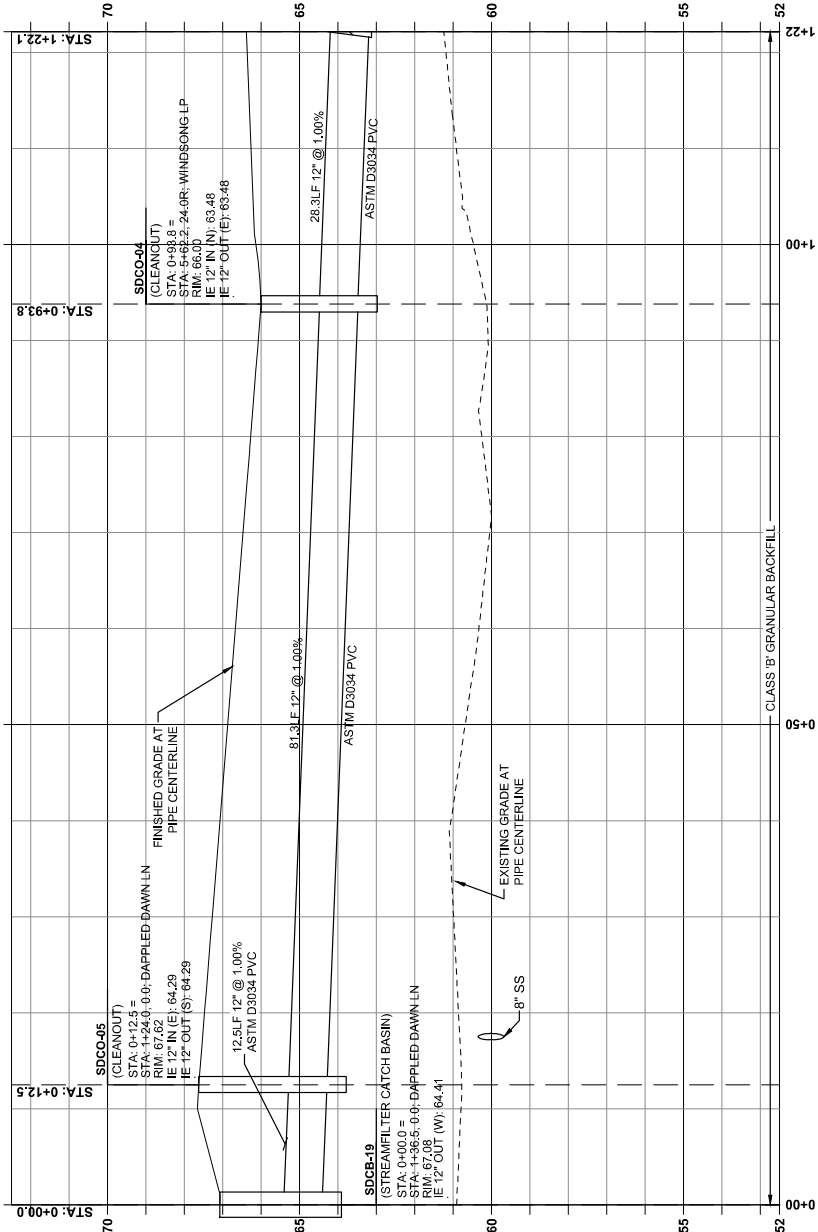 70
65
60
55
52
STA: 0+00.0
STA: 0+12.5
STA: 0+93.8
STA: 1+22.1
SDCO-05
(CLEANOUT)
STA: 0+12.5 =
STA: 1+24.0, 0.0; DAPPLED DAWN LN
RIM: 67.62
IE 12" IN (E): 64.29
IE 12" OUT (S): 64.29
FINISHED GRADE AT
PIPE CENTERLINE
SDCO-04
(CLEANOUT)
STA: 0+93.8 =
STA: 5+62.2, 24.0R; WINDSONG LP
RIM: 66.00
IE 12" IN (N): 63.48
IE 12" OUT (E): 63.48
12.5LF 12" @ 1.00%
ASTM D3034 PVC
81.3LF 12" @ 1.00%
ASTM D3034 PVC
28.3LF 12" @ 1.00%
ASTM D3034 PVC
SDCB-19
(STREAMFILTER CATCH BASIN)
STA: 0+00.0 =
STA: 1+36.5, 0.0; DAPPLED DAWN LN
RIM: 67.08
IE 12" OUT (W): 64.41
8" SS
EXISTING GRADE AT
PIPE CENTERLINE
CLASS 'B' GRANULAR BACKFILL
70
65
60
55
52
0+00
0+50
1+00
1+22